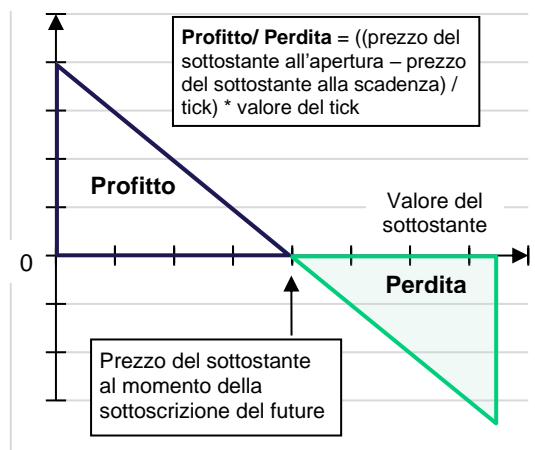 Profitto/ Perdita = ((prezzo del
sottostante all'apertura – prezzo
del sottostante alla scadenza) /
tick) * valore del tick
Profitto
Valore del
sottostante
0
Perdita
Prezzo del sottostante
al momento della
sottoscrizione del future